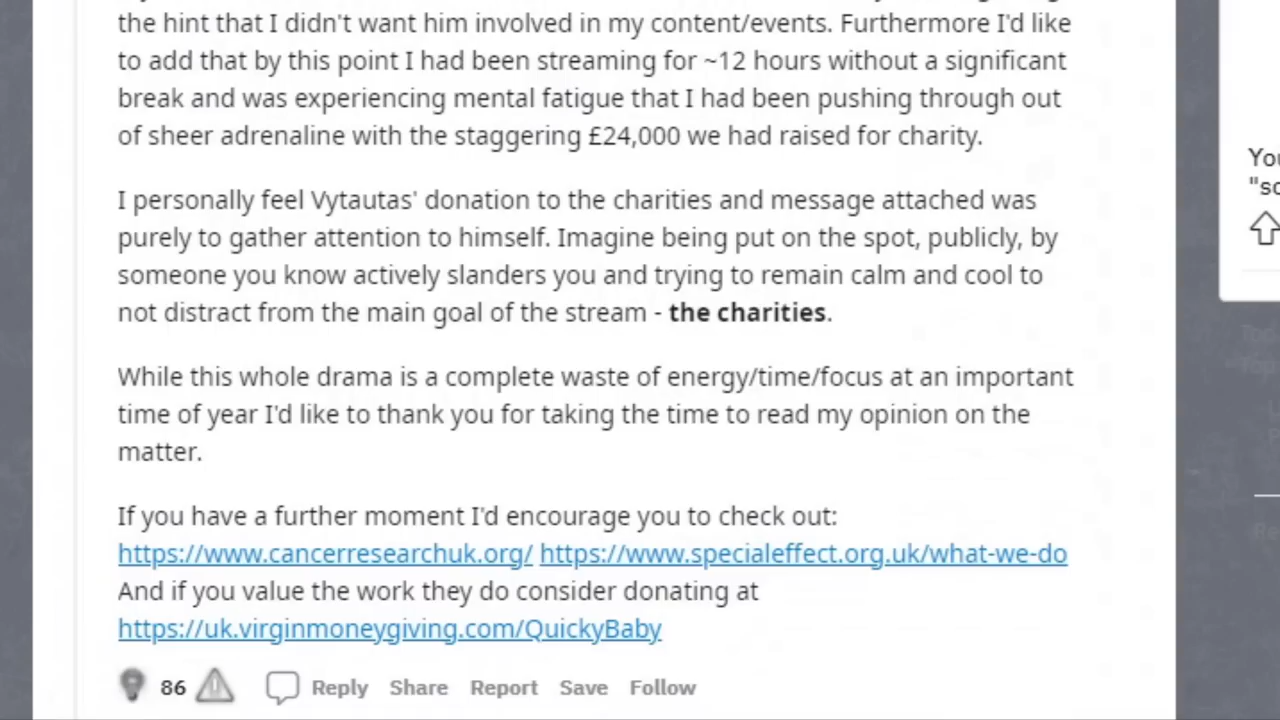 the hint that I didn't want him involved in my content/events. Furthermore I'd like
to add that by this point I had been streaming for ~12 hours without a significant
break and was experiencing mental fatigue that I had been pushing through out
of sheer adrenaline with the staggering £24,000 we had raised for charity.
I personally feel Vytautas' donation to the charities and message attached was
purely to gather attention to himself. Imagine being put on the spot, publicly, by
someone you know actively slanders you and trying to remain calm and cool to
not distract from the main goal of the stream - the charities.
While this whole drama is a complete waste of energy/time/focus at an important
time of year I'd like to thank you for taking the time to read my opinion on the
matter.
If you have a further moment I'd encourage you to check out:
https://www.cancerresearchuk.org/ https://www.specialeffect.org.uk/what-we-do
And if you value the work they do consider donating at
https://uk.virginmoneygiving.com/QuickyBaby
86 Reply Share Report Save Follow